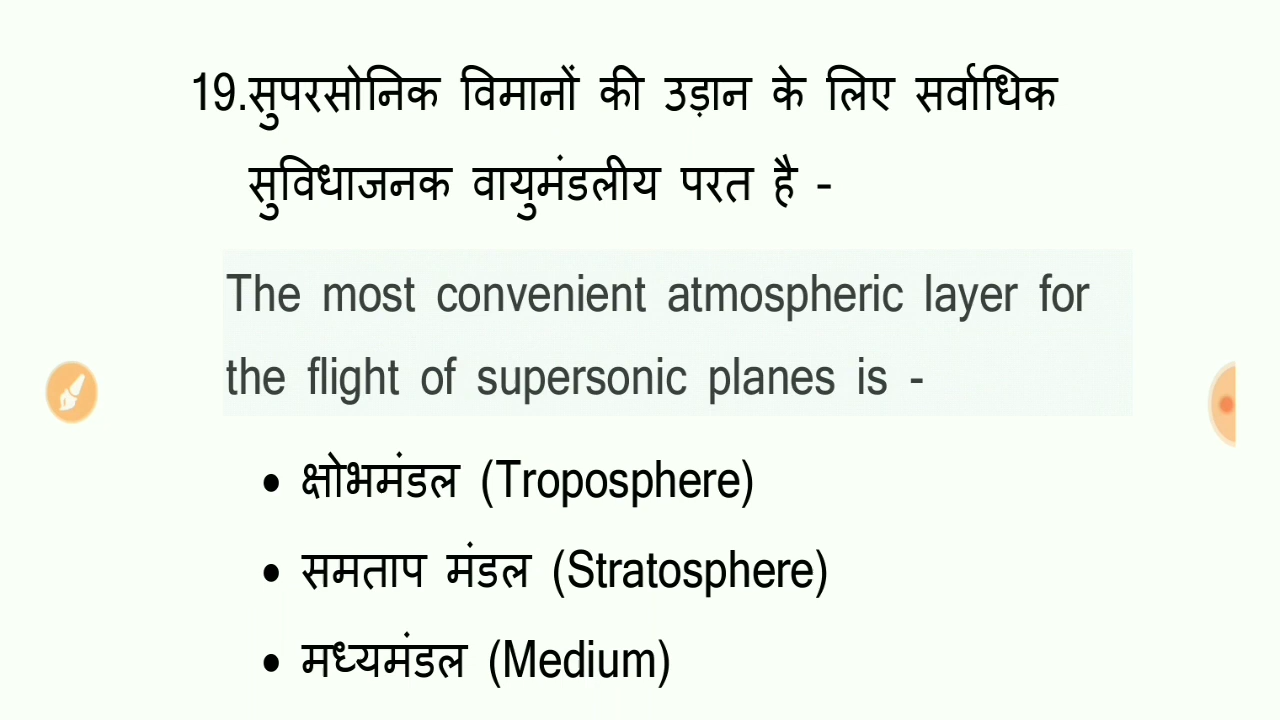 19.सुपरसोनिक विमानों की उड़ान के लिए सर्वाधिक
सुविधाजनक वायुमंडलीय परत है -
The most convenient atmospheric layer for
the flight of supersonic planes is -
• क्षोभमंडल (Troposphere)
• समताप मंडल (Stratosphere)
• मध्यमंडल (Medium)